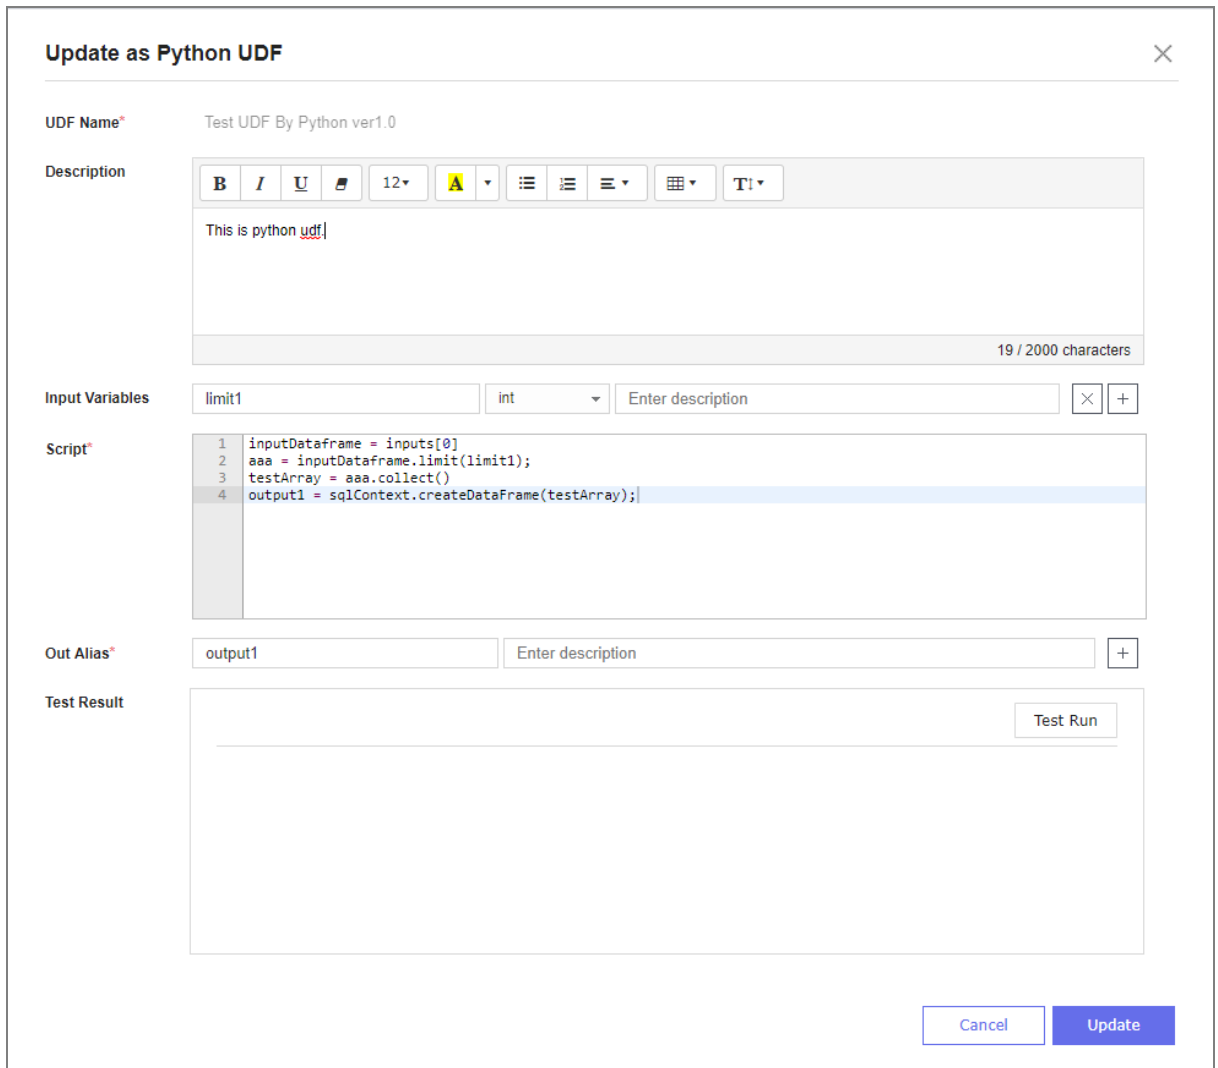 Update as Python UDF
UDF Name* Test UDF By Python ver1.0
Description
B I U 12 A T
This is python udf.
19 / 2000 characters
Input Variables limit1 int Enter description
Script*
1 inputDataframe = inputs[0]
2 aaa = inputDataframe.limit(limit1);
3 testArray = aaa.collect()
4 output1 = sqlContext.createDataFrame(testArray);
Out Alias* output1 Enter description
Test Result
Test Run
Cancel Update